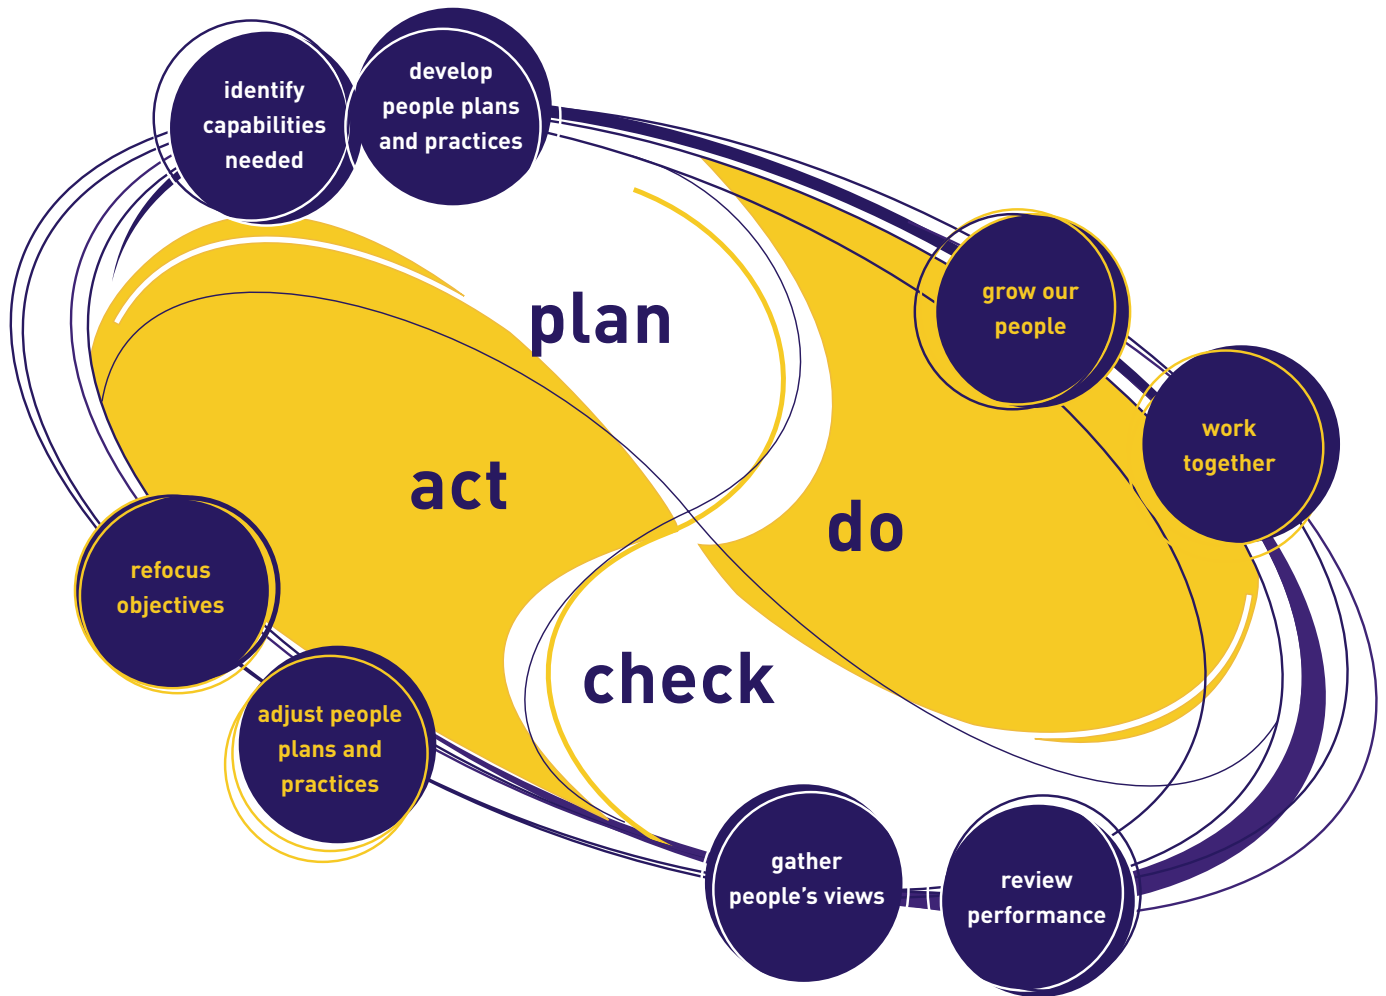 identify
capabilities
needed
develop
people plans
and practices
plan
grow our
people
work
together
act
do
refocus
objectives
check
adjust people
plans and
practices
gather
people’s views
review
performance